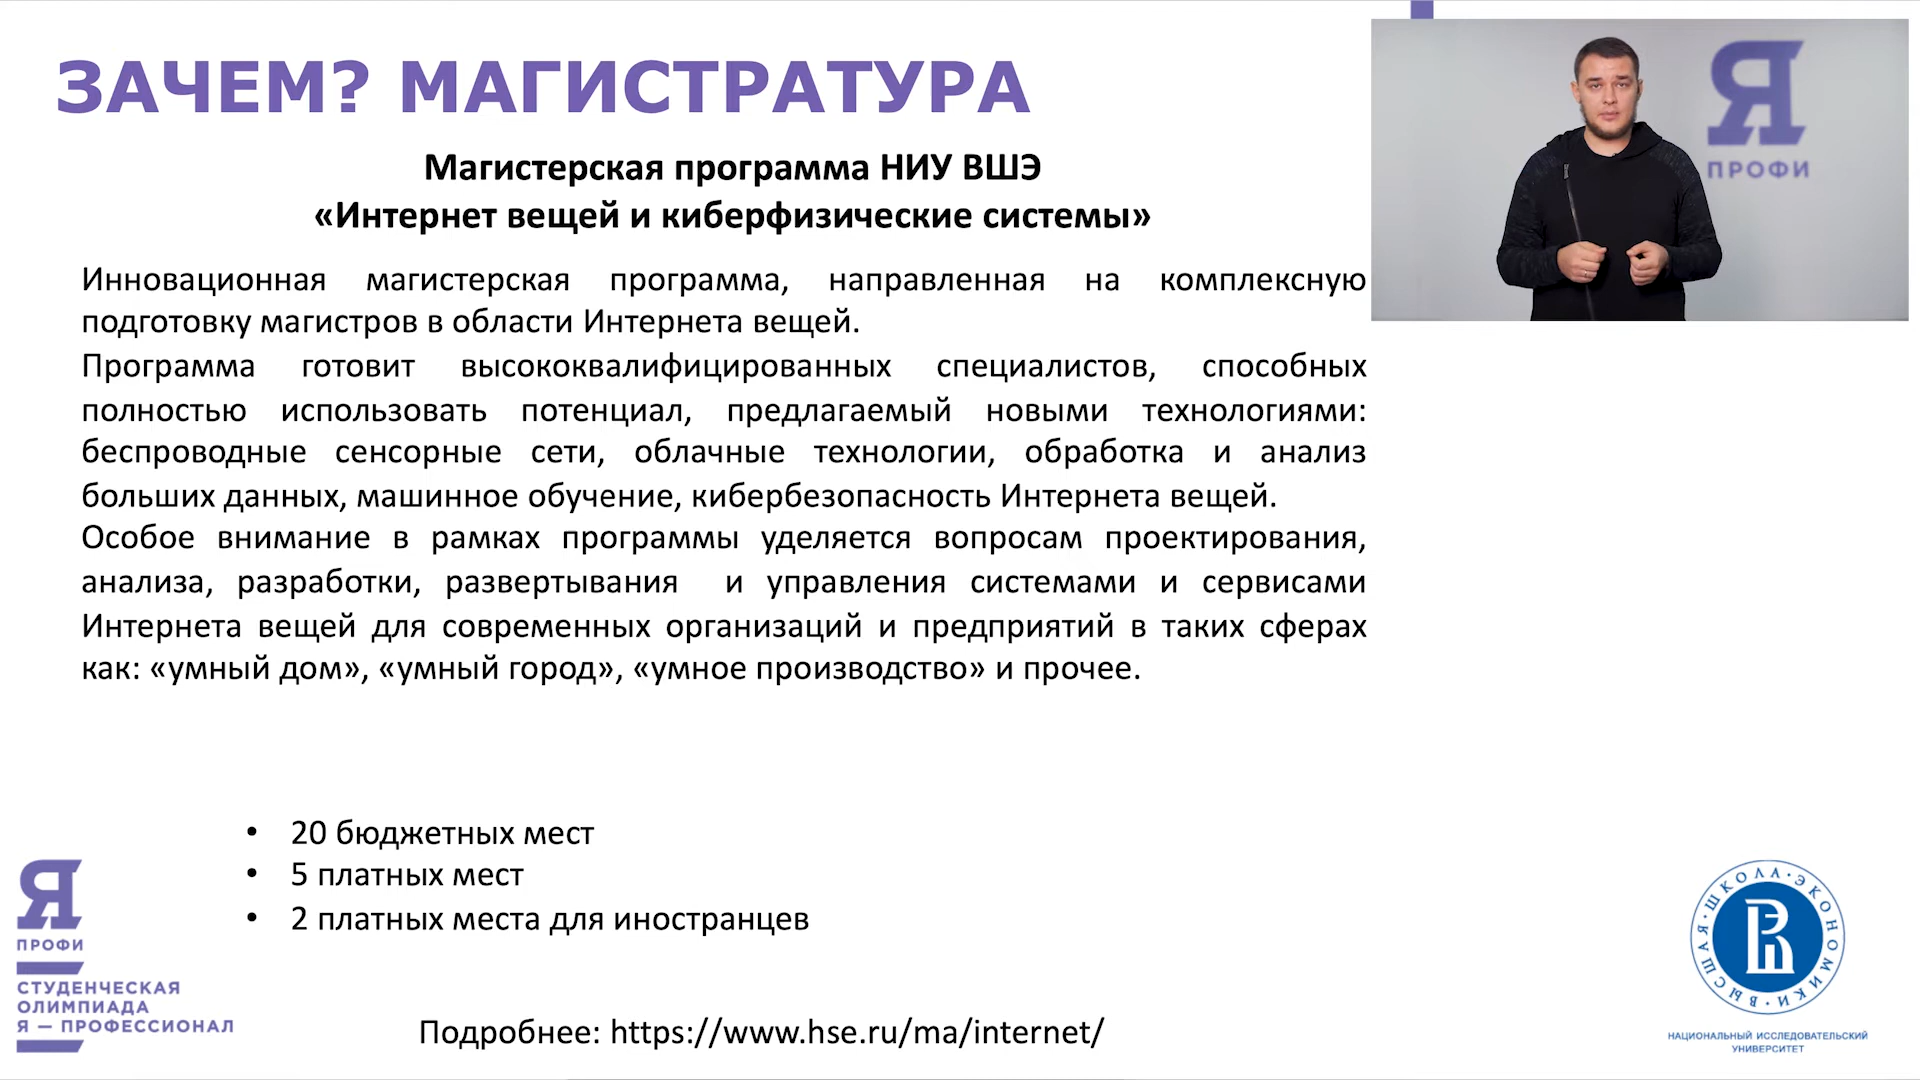 ЗАЧЕМ? МАГИСТРАТУРА
Магистерская программа НИУ ВШЭ
«Интернет вещей и киберфизические системы»
Инновационная магистерская программа, направленная на комплексную
подготовку магистров в области Интернета вещей.
Программа готовит высококвалифицированных специалистов, способных
полностью использовать потенциал, предлагаемый новыми технологиями:
беспроводные сенсорные сети, облачные технологии, обработка и анализ
больших данных, машинное обучение, кибербезопасность Интернета вещей.
Особое внимание в рамках программы уделяется вопросам проектирования,
анализа, разработки, развертывания и управления системами и сервисами
Интернета вещей для современных организаций и предприятий в таких сферах
как: «умный дом», «умный город», «умное производство» и прочее.
• 20 бюджетных мест
• 5 платных мест
• 2 платных места для иностранцев
Подробнее: https://www.hse.ru/ma/internet/
Я
ПРОФИ
Я
ПРОФИ
СТУДЕНЧЕСКАЯ
ОЛИМПИАДА
Я — ПРОФЕССИОНАЛ
ВЫСШАЯ•ШКОЛА•ЭКОНОМИКИ•
НАЦИОНАЛЬНЫЙ ИССЛЕДОВАТЕЛЬСКИЙ
УНИВЕРСИТЕТ